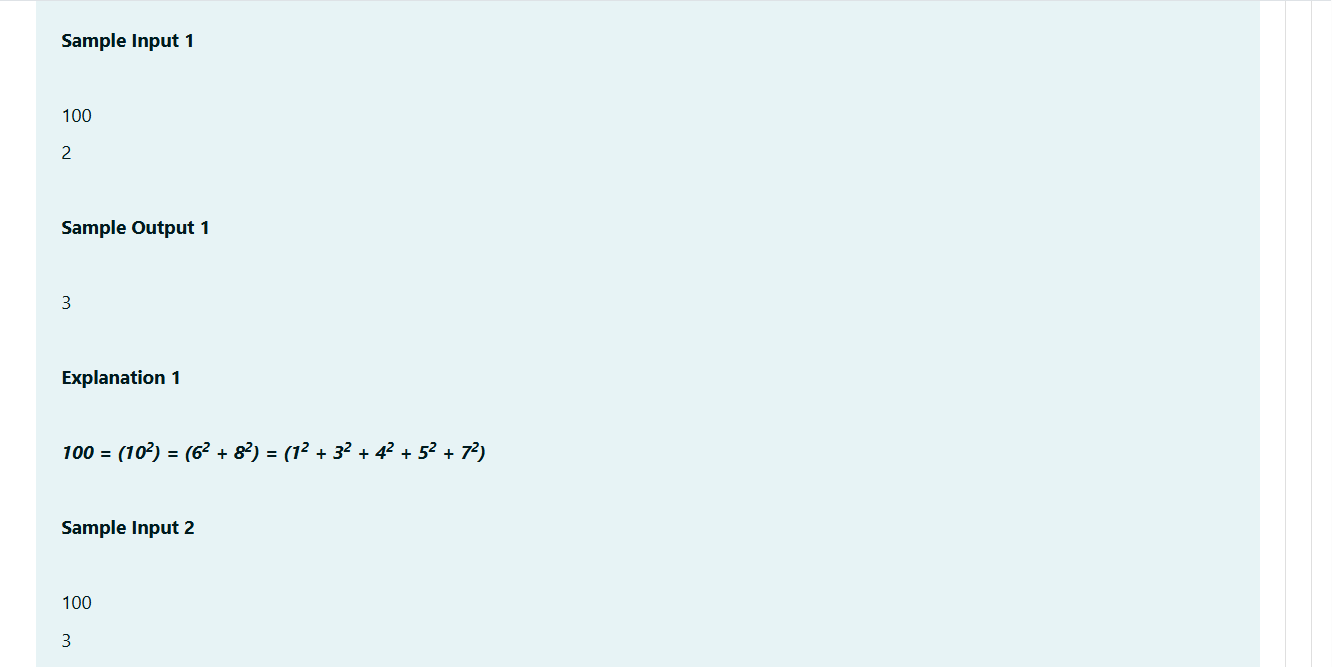 Sample Input 1
100
2
Sample Output 1
3
Explanation 1
100 = (10²) = (6² + 8²) = (1² + 3² + 4² + 5² + 7²)
Sample Input 2
100
3